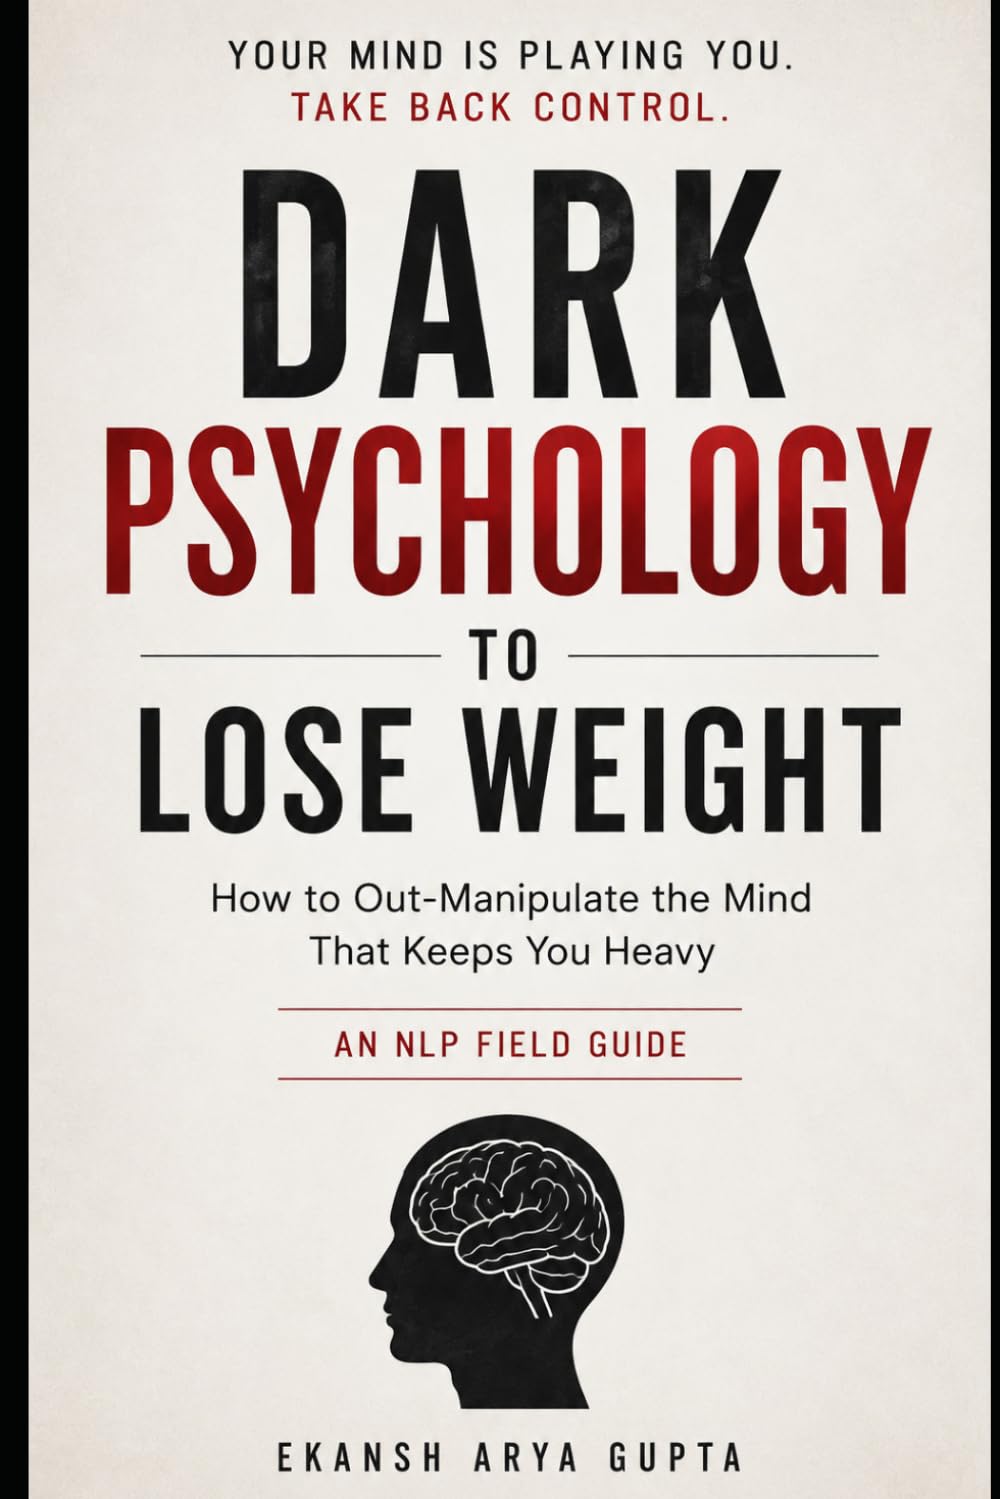 YOUR MIND IS PLAYING YOU.
TAKE BACK CONTROL.
DARK
PSYCHOLOGY
TO
LOSE WEIGHT
How to Out-Manipulate the Mind
That Keeps You Heavy
AN NLP FIELD GUIDE
EKANSH ARYA GUPTA